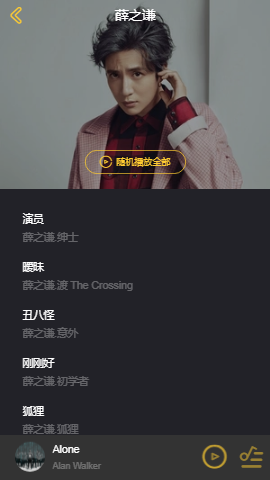 薛之谦
随机播放全部
演员
薛之谦.绅士
暧昧
薛之谦.渡 The Crossing
丑八怪
薛之谦.意外
刚刚好
薛之谦.初学者
狐狸
薛之谦.狐狸
Alone
Alan Walker